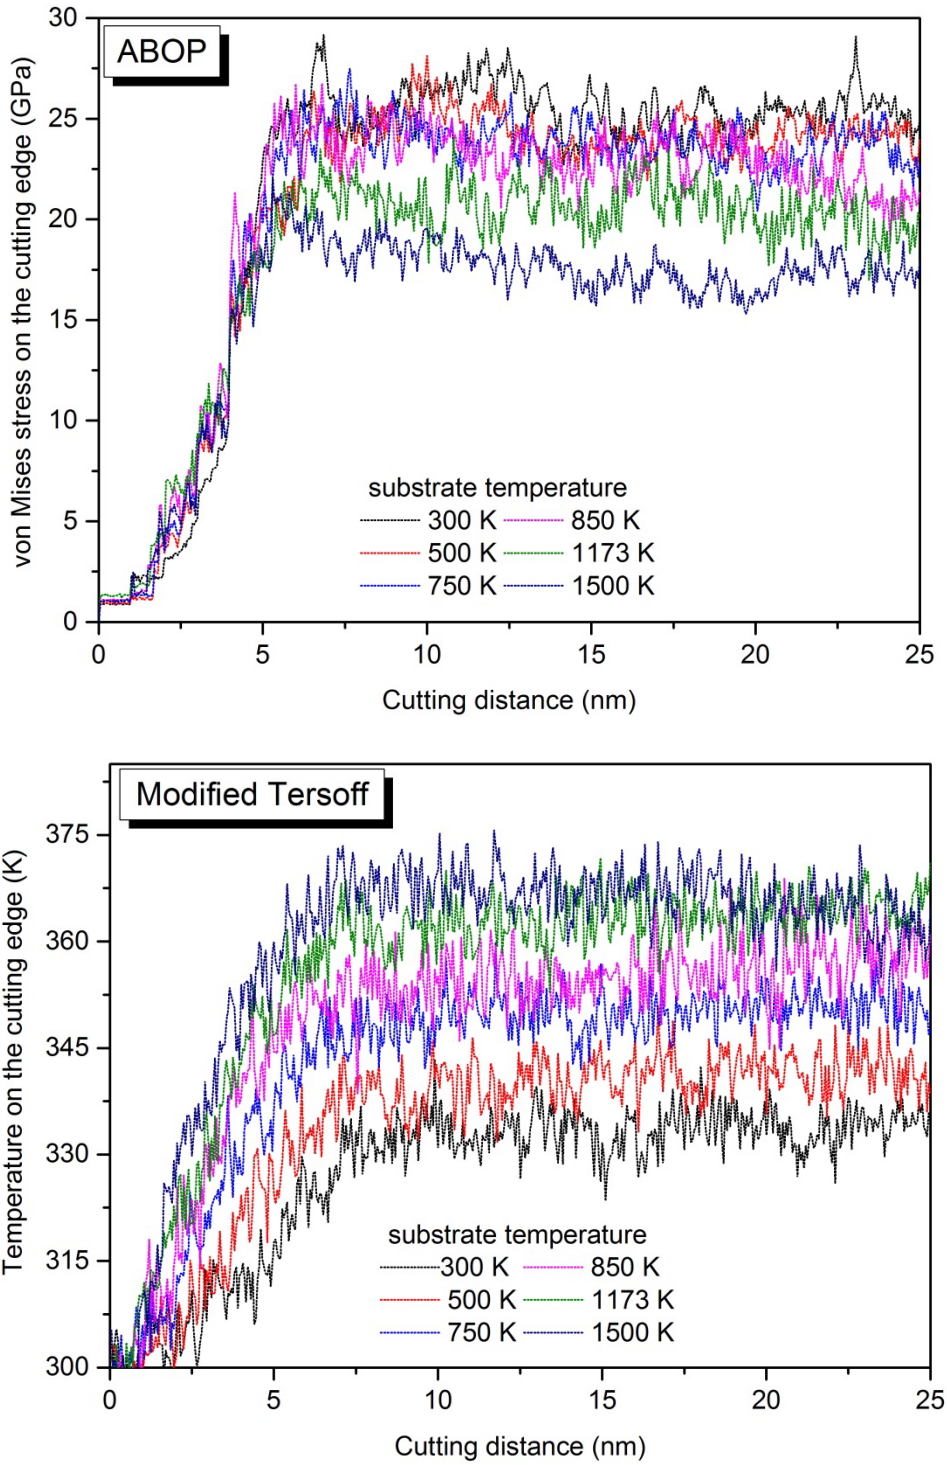 ABOP
von Mises stress on the cutting edge (GPa)
30
25
20
15
10
5
0
substrate temperature
300 K 850 K
500 K 1173 K
750 K 1500 K
0 5 10 15 20 25
Cutting distance (nm)
Modified Tersoff
Temperature on the cutting edge (K)
375
360
345
330
315
300
substrate temperature
300 K 850 K
500 K 1173 K
750 K 1500 K
0 5 10 15 20 25
Cutting distance (nm)